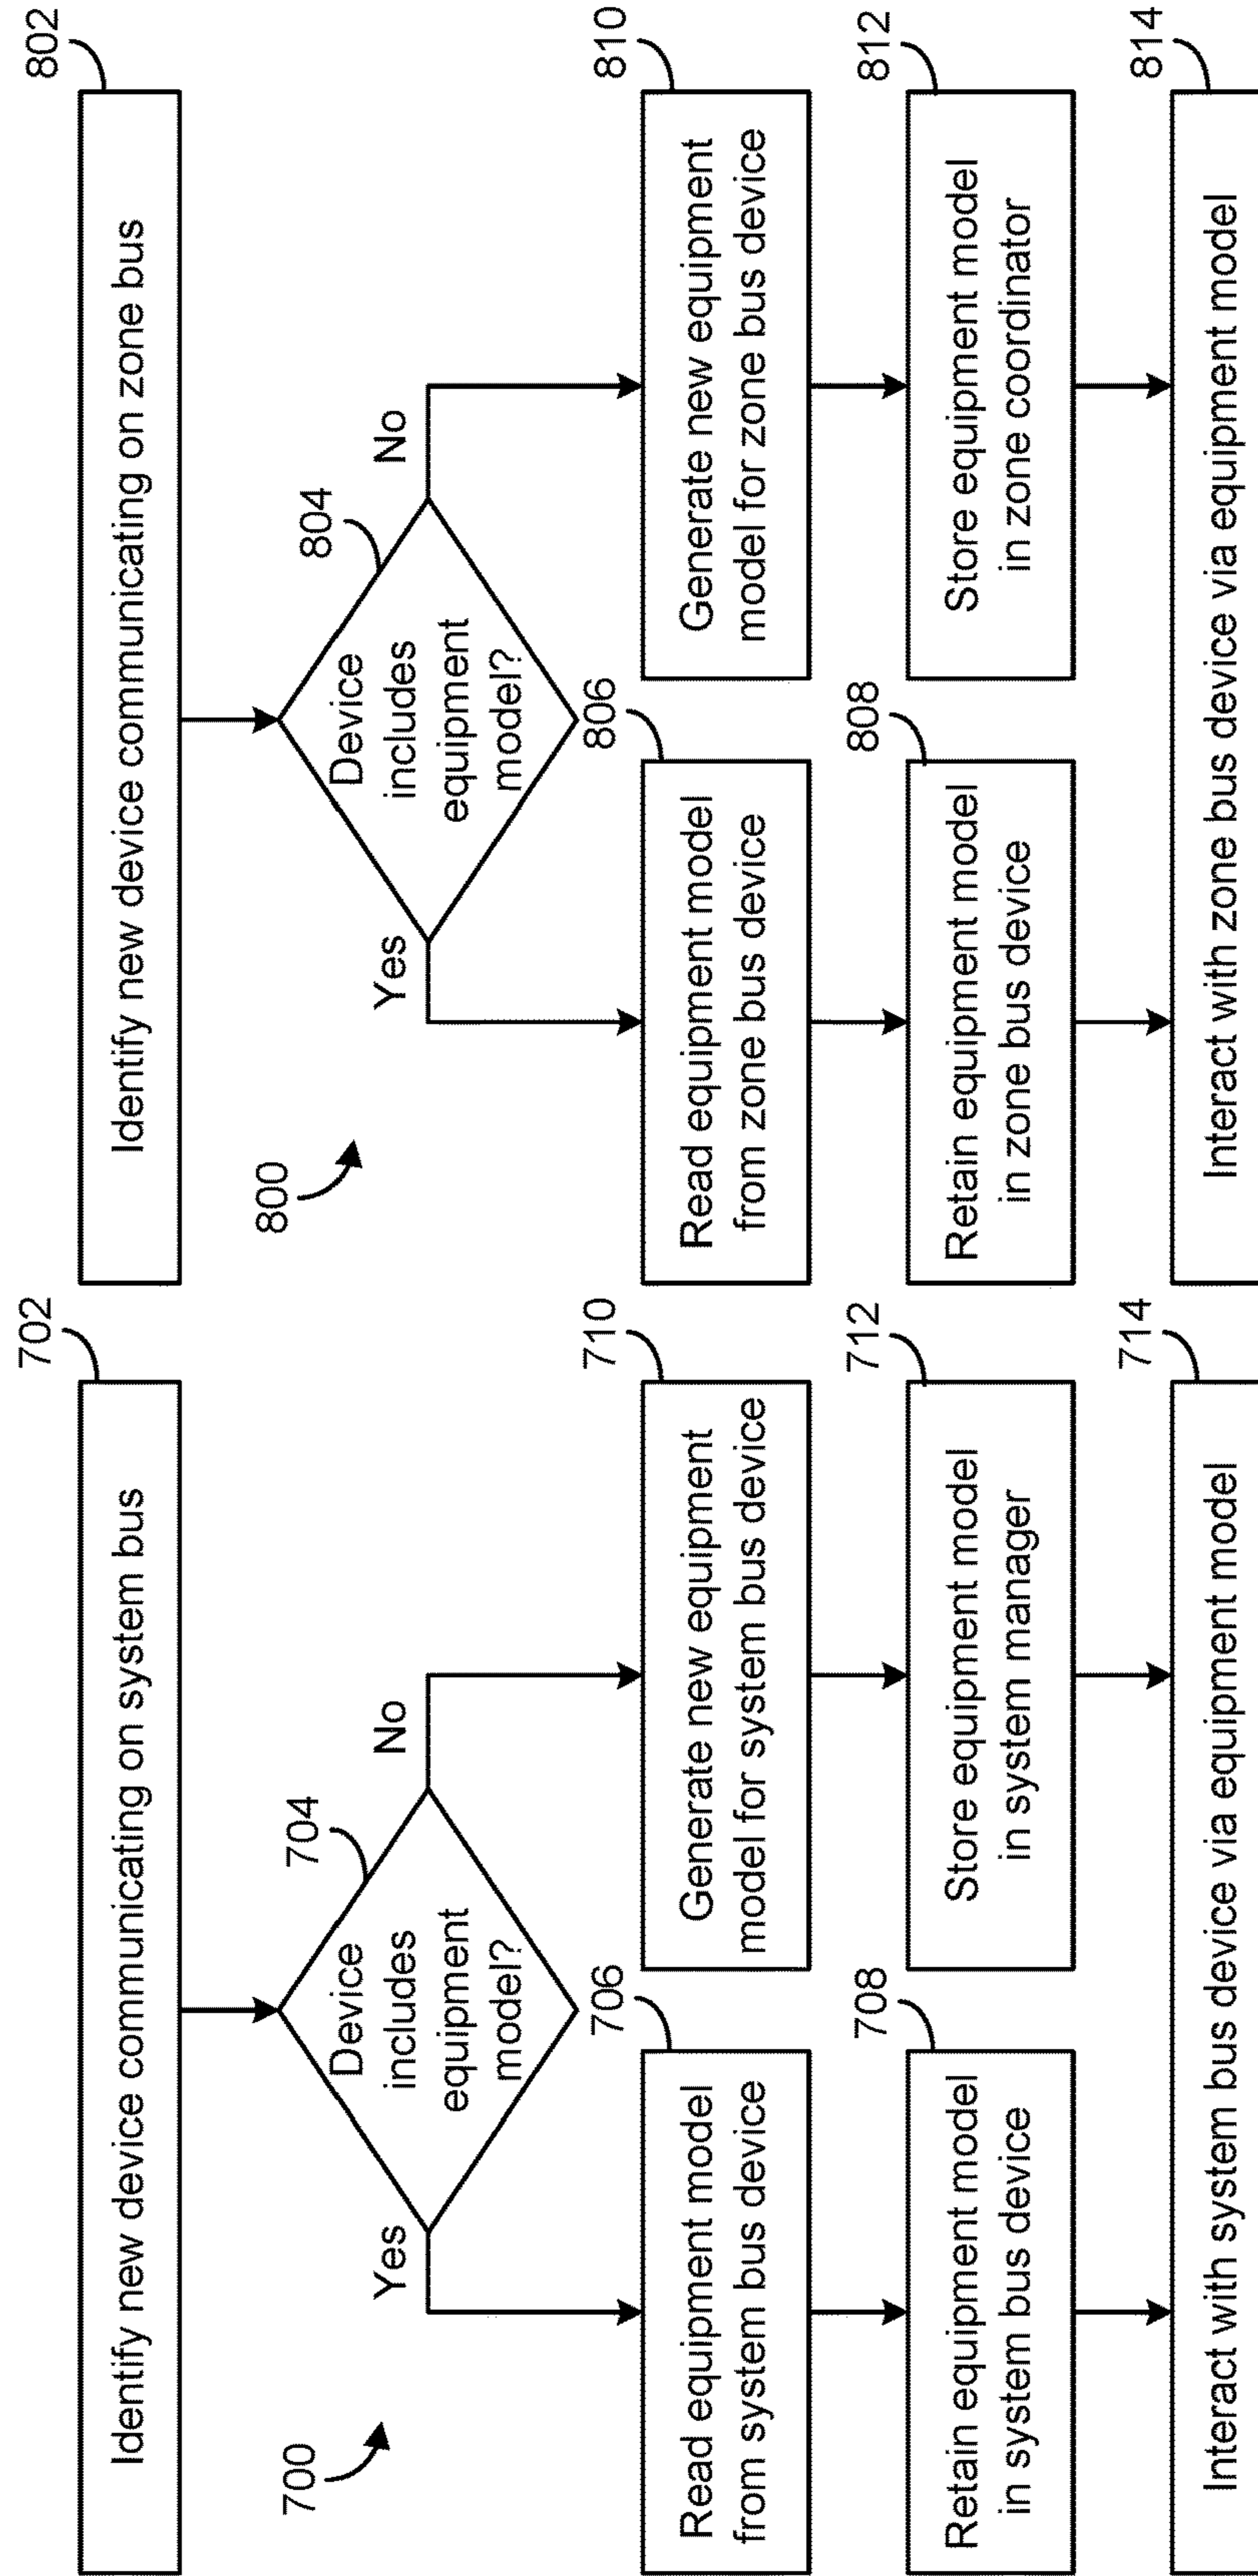 700
702
Identify new device communicating on system bus
704
Device
includes
equipment
model?
Yes
No
706
Read equipment model
from system bus device
710
Generate new equipment
model for system bus device
708
Retain equipment model
in system bus device
712
Store equipment model
in system manager
714
Interact with system bus device via equipment model
800
802
Identify new device communicating on zone bus
804
Device
includes
equipment
model?
Yes
No
806
Read equipment model
from zone bus device
810
Generate new equipment
model for zone bus device
808
Retain equipment model
in zone bus device
812
Store equipment model
in zone coordinator
814
Interact with zone bus device via equipment model